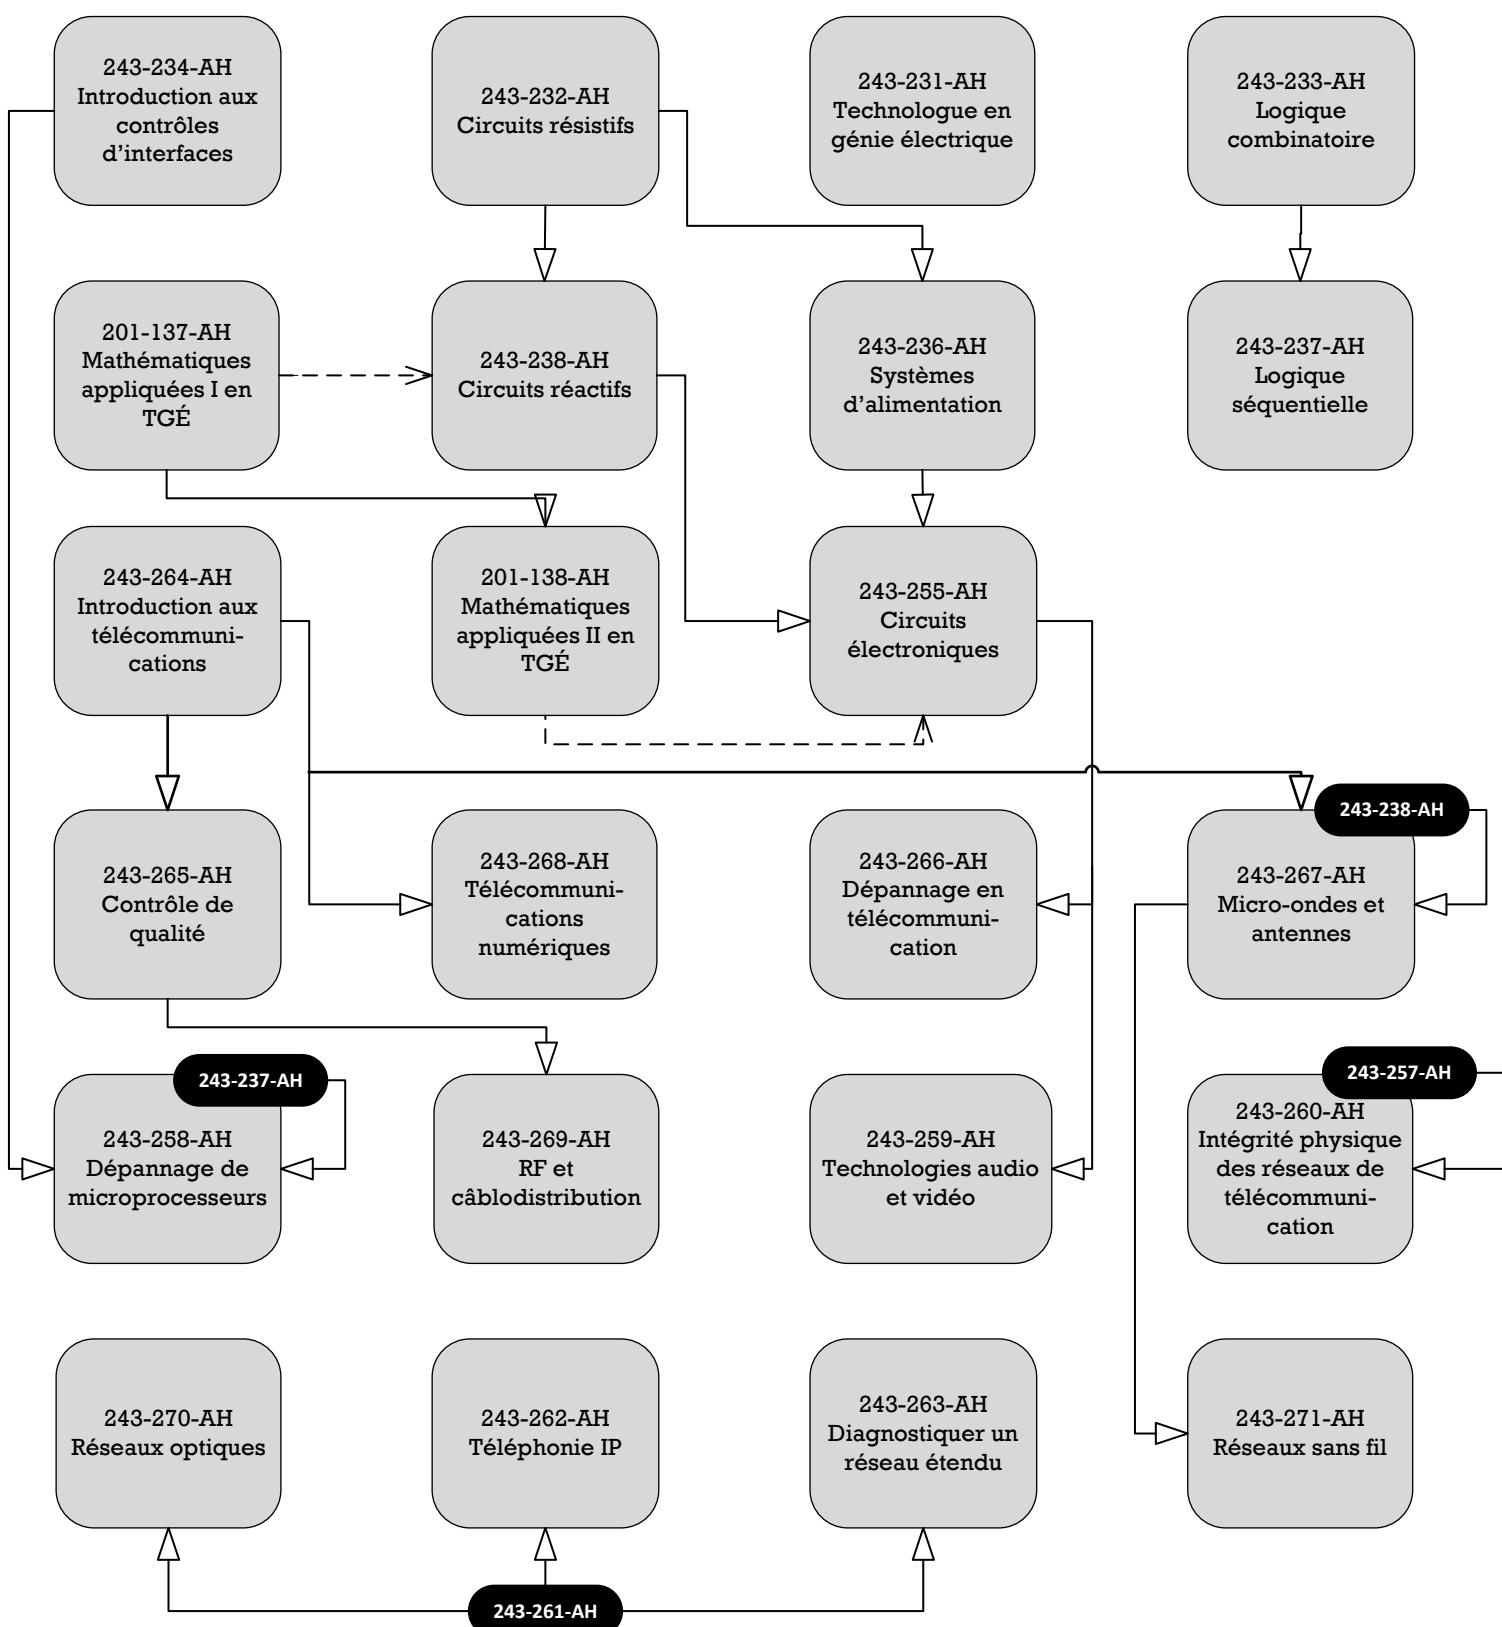 243-234-AH
Introduction aux
contrôles
d’interfaces
243-232-AH
Circuits résistifs
243-231-AH
Technologue en
génie électrique
243-233-AH
Logique
combinatoire
201-137-AH
Mathématiques
appliquées I en
TGÉ
243-238-AH
Circuits réactifs
243-236-AH
Systèmes
d’alimentation
243-237-AH
Logique
séquentielle
243-264-AH
Introduction aux
télécommuni-
cations
201-138-AH
Mathématiques
appliquées II en
TGÉ
243-255-AH
Circuits
électroniques
243-265-AH
Contrôle de
qualité
243-268-AH
Télécommuni-
cations
numériques
243-266-AH
Dépannage en
télécommuni-
cation
243-238-AH
243-267-AH
Micro-ondes et
antennes
243-237-AH
243-258-AH
Dépannage de
microprocesseurs
243-269-AH
RF et
câblodistribution
243-259-AH
Technologies audio
et vidéo
243-257-AH
243-260-AH
Intégrité physique
des réseaux de
télécommuni-
cation
243-270-AH
Réseaux optiques
243-262-AH
Téléphonie IP
243-263-AH
Diagnostiquer un
réseau étendu
243-271-AH
Réseaux sans fil
243-261-AH